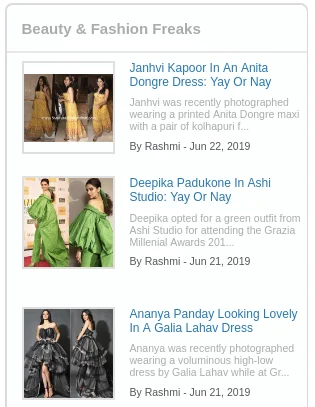 Beauty & Fashion Freaks
Janhvi Kapoor In An Anita
Dongre Dress: Yay Or Nay
Janhvi was recently photographed
wearing a printed Anita Dongre maxi
with a pair of kolhapuri f...
By Rashmi - Jun 22, 2019
Deepika Padukone In Ashi
Studio: Yay Or Nay
Deepika opted for a green outfit from
Ashi Studio for attending the Grazia
Millenial Awards 201...
By Rashmi - Jun 21, 2019
Ananya Panday Looking Lovely
In A Galia Lahav Dress
Ananya was recently photographed
wearing a voluminous high-low
dress by Galia Lahav while at Gr...
By Rashmi - Jun 21, 2019